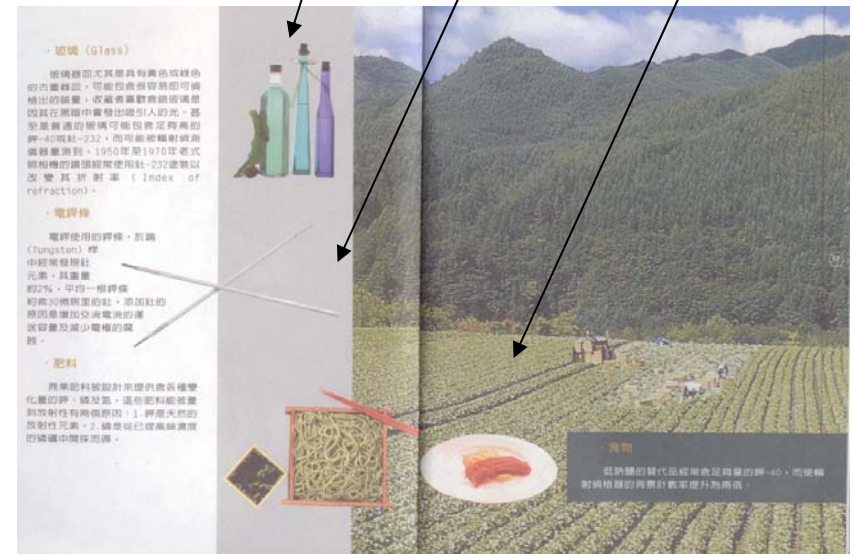 · 玻璃 (Glass)
玻璃器皿尤其是具有黃色或綠色
的古董器皿，可能包含很容易即可偵
檢出的鈾量，收藏者喜歡含鈾玻璃是
因其在黑暗中會發出吸引人的光，甚
至是普通的玻璃可能包含足夠高的
鉀-40或釷-232，而可能被輻射偵測
儀器量測到。1950年至1970年老式
照相機的鏡頭經常使用釷-232塗裝以
改變其折射率（Index of
refraction)。
· 電銲條
電銲使用的銲條，於鎢
(Tungsten) 棒
中經常發現釷
元素，其重量
約2%，平均一根銲條
約含30微居里的釷，添加釷的
原因是增加交流電流的運
送容量及減少電極的腐
蝕。
· 肥料
商業肥料被設計來提供含各種變
化量的鉀、磷及氮，這些肥料能被量
到放射性有兩個原因，1.鉀是天然的
放射性元素，2.磷是從已提高鈾濃度
的磷礦中開採而得。
· 食物
低鈉鹽的替代品經常含足夠量的鉀-40，而使輻
射偵檢器的背景計數率提升為兩倍。